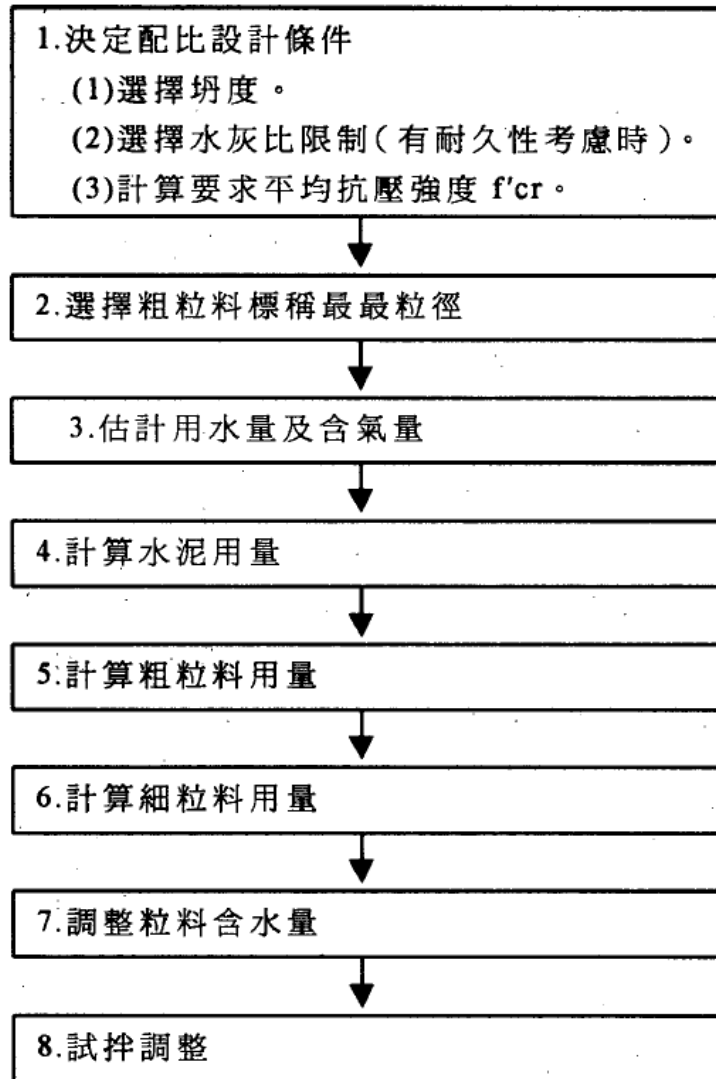 1.決定配比設計條件
(1)選擇坍度。
(2)選擇水灰比限制(有耐久性考慮時)。
(3)計算要求平均抗壓強度 f'cr。
2.選擇粗粒料標稱最最粒徑
3.估計用水量及含氣量
4.計算水泥用量
5.計算粗粒料用量
6.計算細粒料用量
7.調整粒料含水量
8.試拌調整